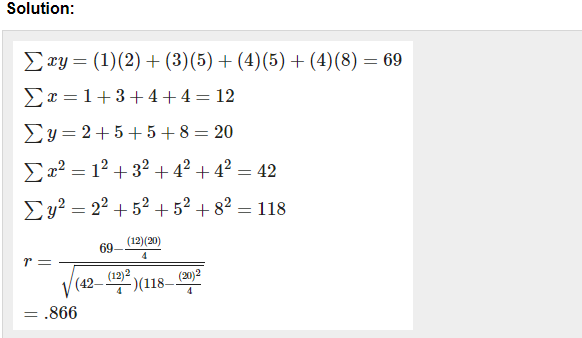 Solution:
∑xy = (1)(2) + (3)(5) + (4)(5) + (4)(8) = 69
∑x = 1 + 3 + 4 + 4 = 12
∑y = 2 + 5 + 5 + 8 = 20
∑x² = 1² + 3² + 4² + 4² = 42
∑y² = 2² + 5² + 5² + 8² = 118
r = (69−(12)(20)/4)/√((42−(12)²/4)(118−(20)²/4))
= .866